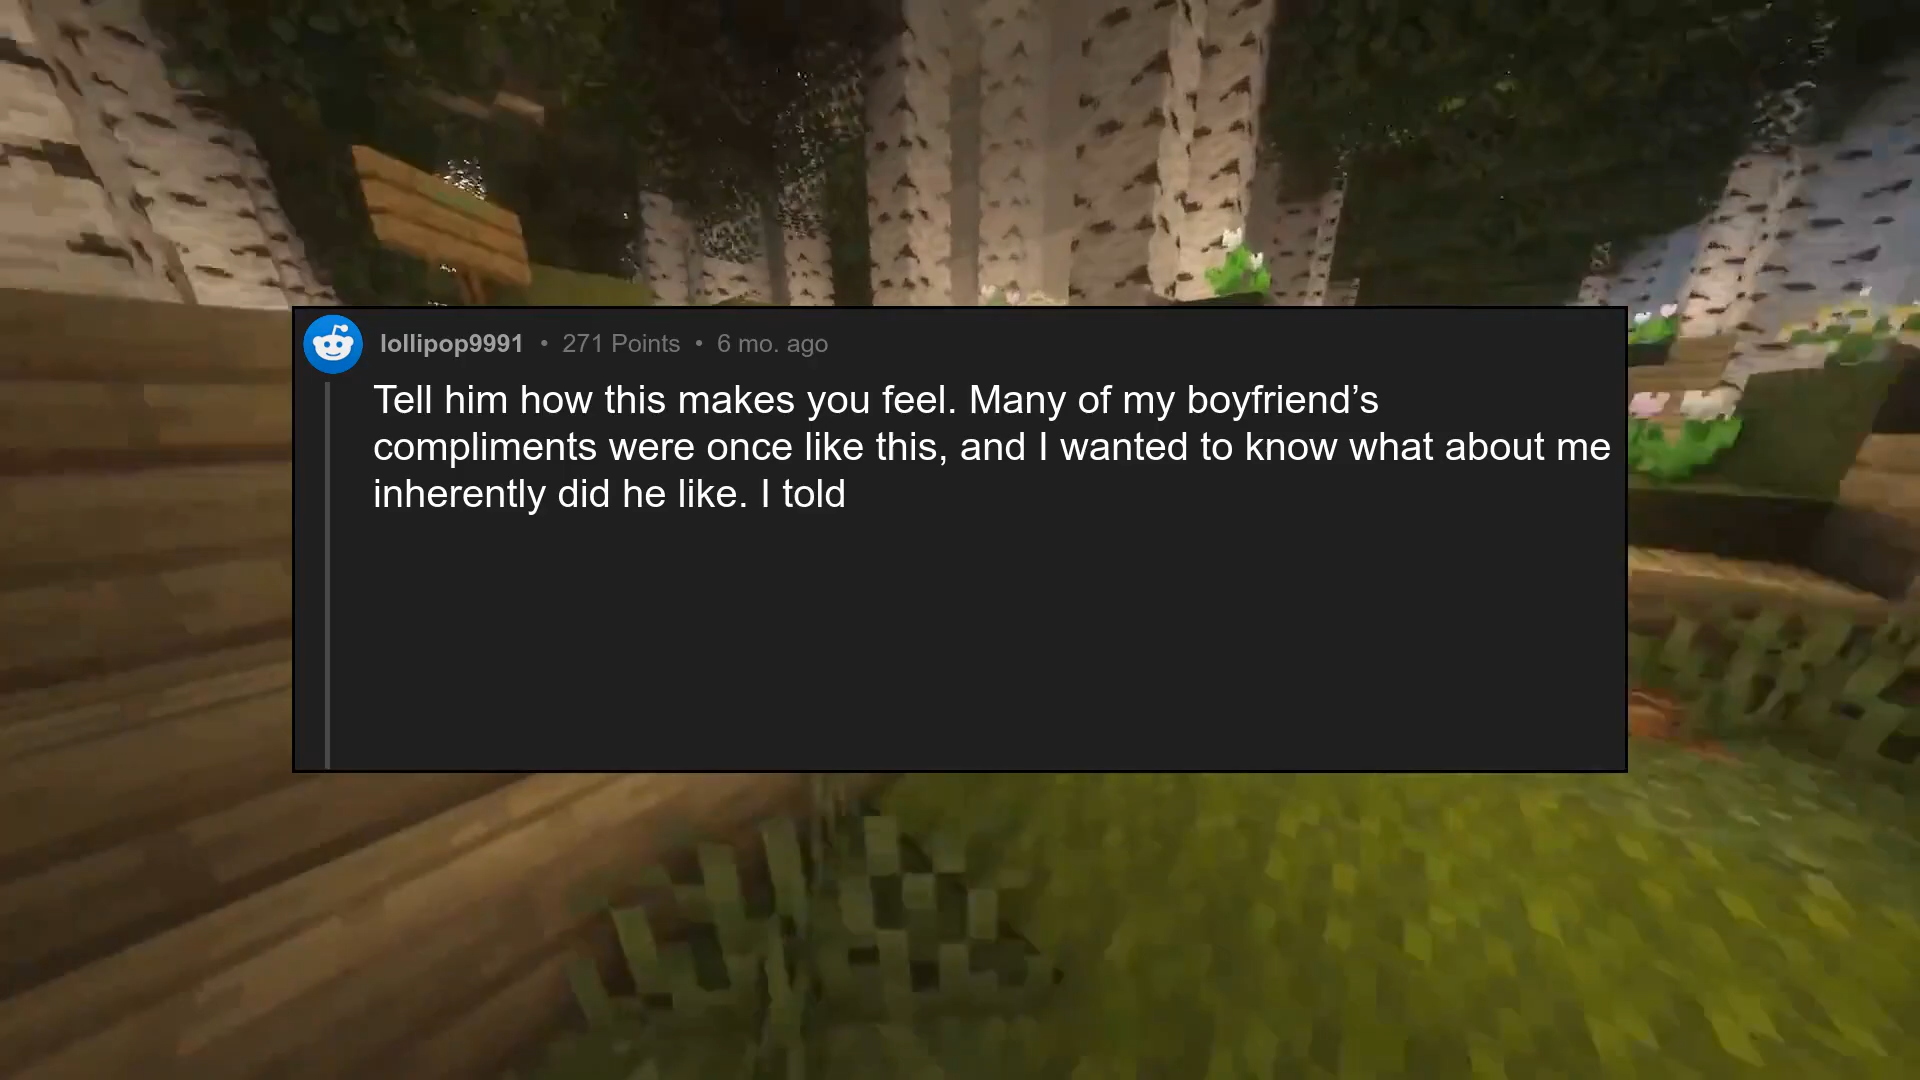 lollipop9991 • 271 Points • 6 mo. ago
Tell him how this makes you feel. Many of my boyfriend’s
compliments were once like this, and I wanted to know what about me
inherently did he like. I told